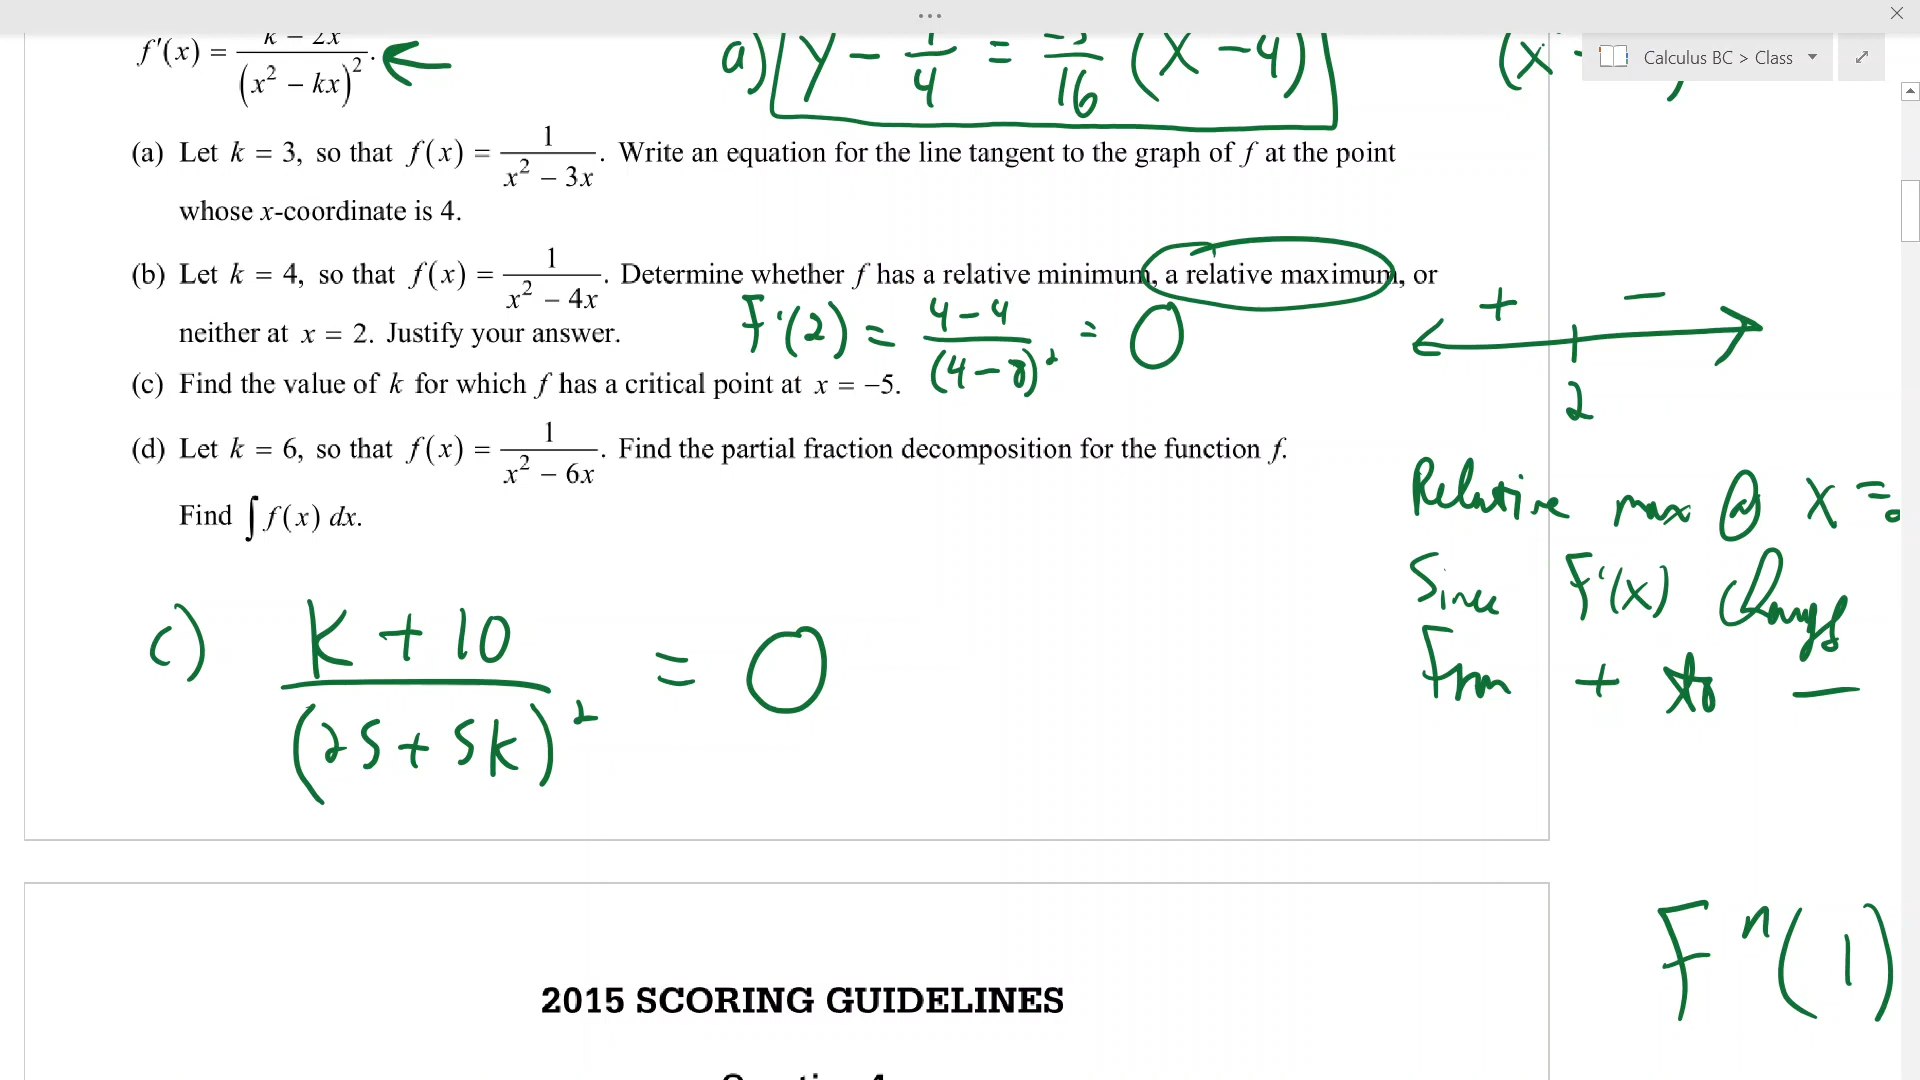 Calculus BC > Class
f′(x) = k − 2x / (x² − kx)².
a) y − 1/4 = −5/16 (x − 4)
(x
(a) Let k = 3, so that f(x) = 1/(x² − 3x). Write an equation for the line tangent to the graph of f at the point
whose x-coordinate is 4.
(b) Let k = 4, so that f(x) = 1/(x² − 4x). Determine whether f has a relative minimum, a relative maximum, or
neither at x = 2. Justify your answer.
F'(2) = 4−4/(4−8)² = 0
+ −
2
(c) Find the value of k for which f has a critical point at x = −5.
(d) Let k = 6, so that f(x) = 1/(x² − 6x). Find the partial fraction decomposition for the function f.
Find ∫ f(x) dx.
Relative max @ x =
Since F'(x) changes
From + to −
c) K + 10/(25 + 5k)² = 0
Fⁿ(1)
2015 SCORING GUIDELINES